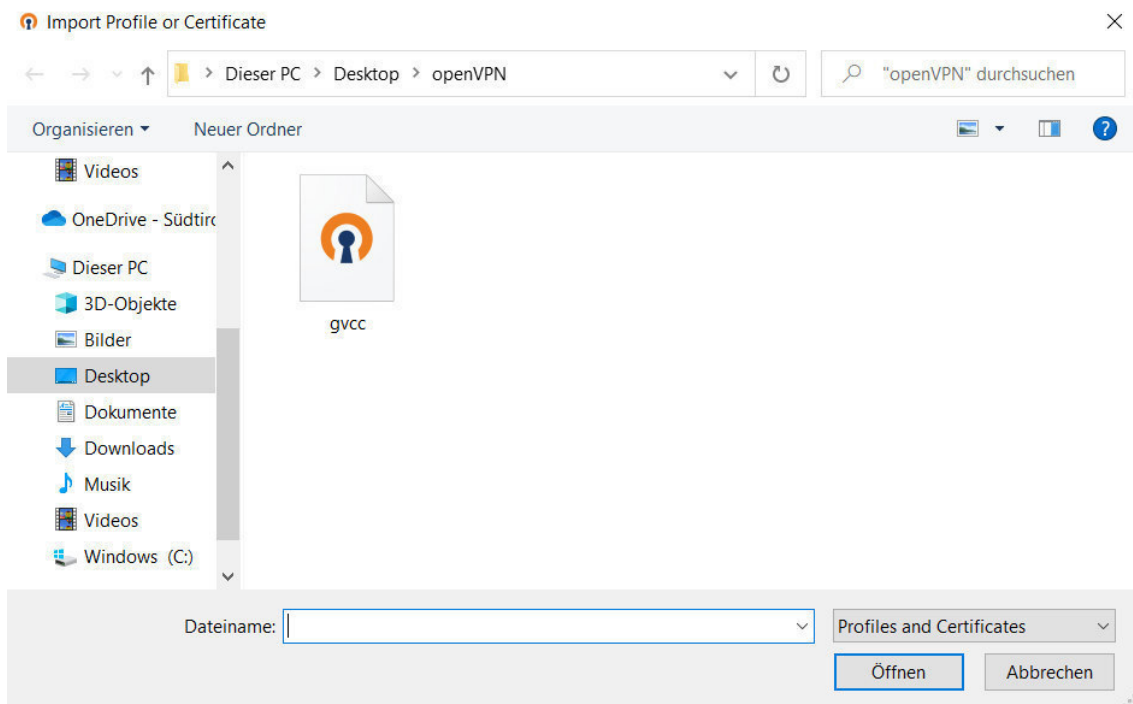 Import Profile or Certificate
Dieser PC > Desktop > openVPN
"openVPN" durchsuchen
Organisieren
Neuer Ordner
?
Videos
OneDrive - Südtirc
Dieser PC
3D-Objekte
Bilder
Desktop
Dokumente
Downloads
Musik
Videos
Windows (C:)
gvcc
Dateiname:
Profiles and Certificates
Öffnen
Abbrechen